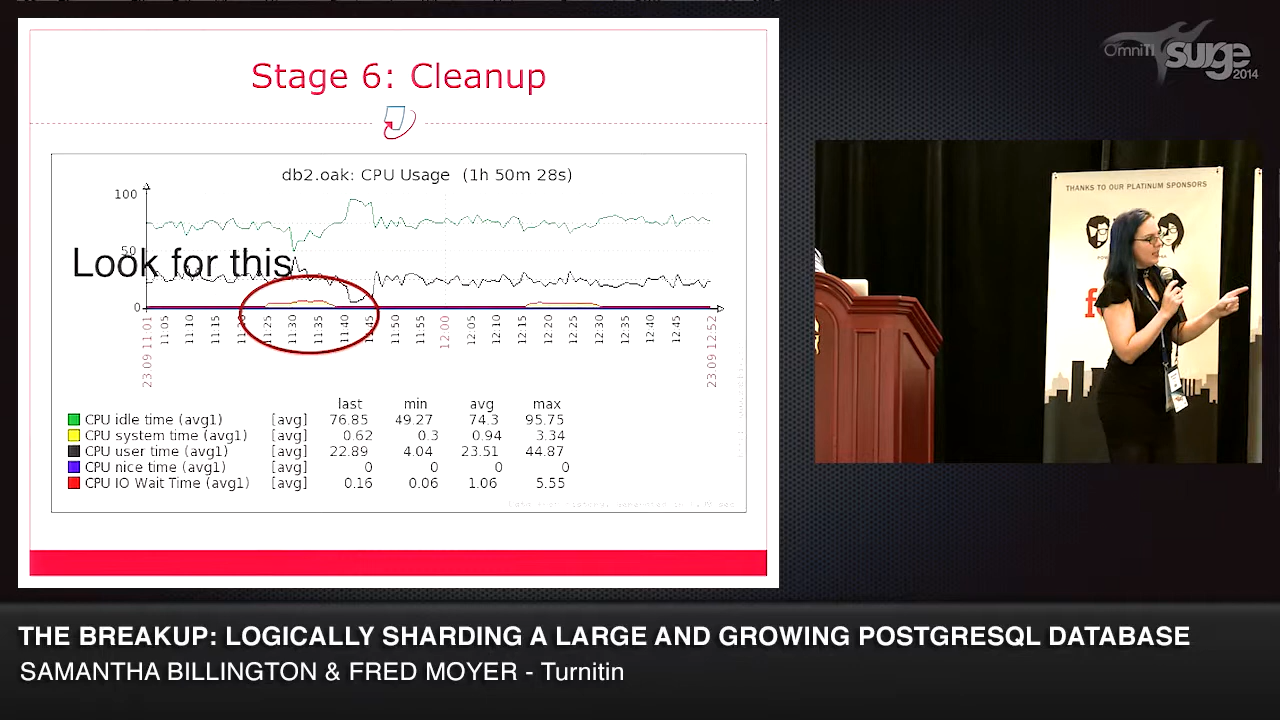 Stage 6: Cleanup
db2.oak: CPU Usage (1h 50m 28s)
100
50
0
Look for this
23.09 11:01
11:05
11:10
11:15
11:20
11:25
11:30
11:35
11:40
11:45
11:50
11:55
12:00
12:05
12:10
12:15
12:20
12:25
12:30
12:35
12:40
12:45
23.09 12:52
last min avg max
CPU idle time (avg1) [avg] 76.85 49.27 74.3 95.75
CPU system time (avg1) [avg] 0.62 0.3 0.94 3.34
CPU user time (avg1) [avg] 22.89 4.04 23.51 44.87
CPU nice time (avg1) [avg] 0 0 0 0
CPU IO Wait Time (avg1) [avg] 0.16 0.06 1.06 5.55
OmniTI surge 2014
THANKS TO OUR PLATINUM SPONSORS
THE BREAKUP: LOGICALLY SHARDING A LARGE AND GROWING POSTGRESQL DATABASE
SAMANTHA BILLINGTON & FRED MOYER - Turnitin